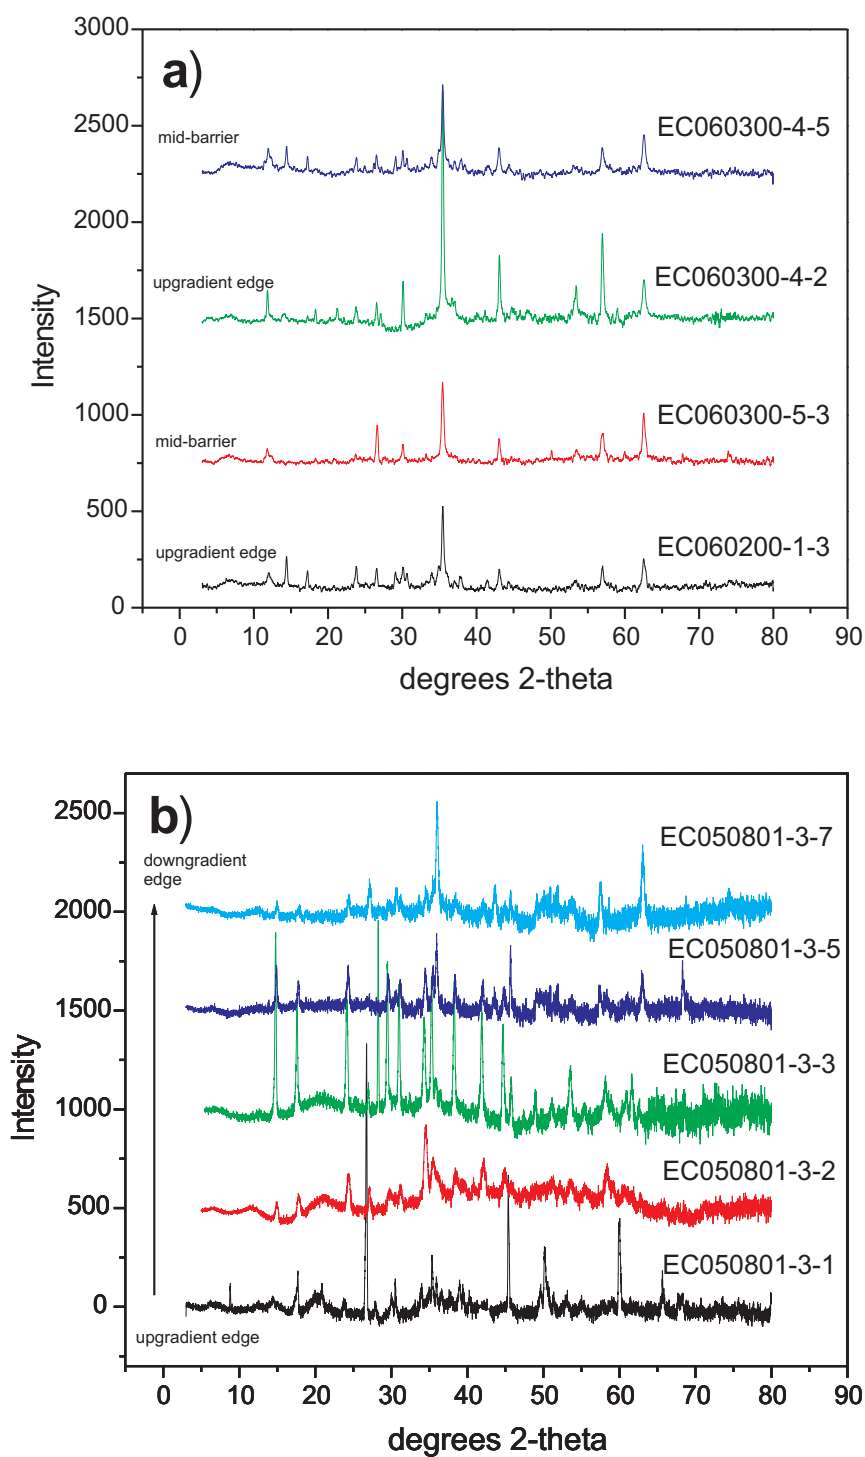 a)
3000
2500
2000
1500
1000
500
0
Intensity
mid-barrier
EC060300-4-5
upgradient edge
EC060300-4-2
mid-barrier
EC060300-5-3
upgradient edge
EC060200-1-3
0 10 20 30 40 50 60 70 80 90
degrees 2-theta
b)
2500
2000
1500
1000
500
0
Intensity
downgradient
edge
EC050801-3-7
EC050801-3-5
EC050801-3-3
EC050801-3-2
EC050801-3-1
upgradient edge
0 10 20 30 40 50 60 70 80 90
degrees 2-theta